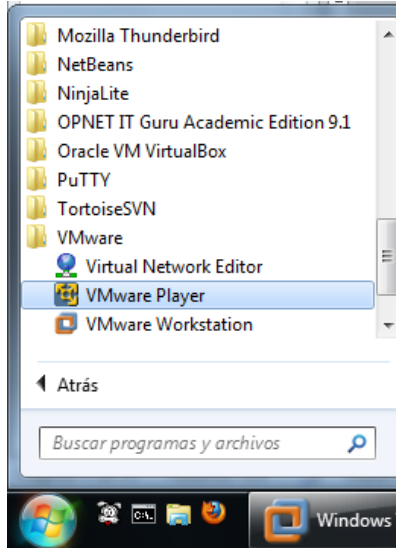 Mozilla Thunderbird
NetBeans
NinjaLite
OPNET IT Guru Academic Edition 9.1
Oracle VM VirtualBox
PuTTY
TortoiseSVN
VMware
Virtual Network Editor
VMware Player
VMware Workstation
Atrás
Buscar programas y archivos
C:\.
Windows